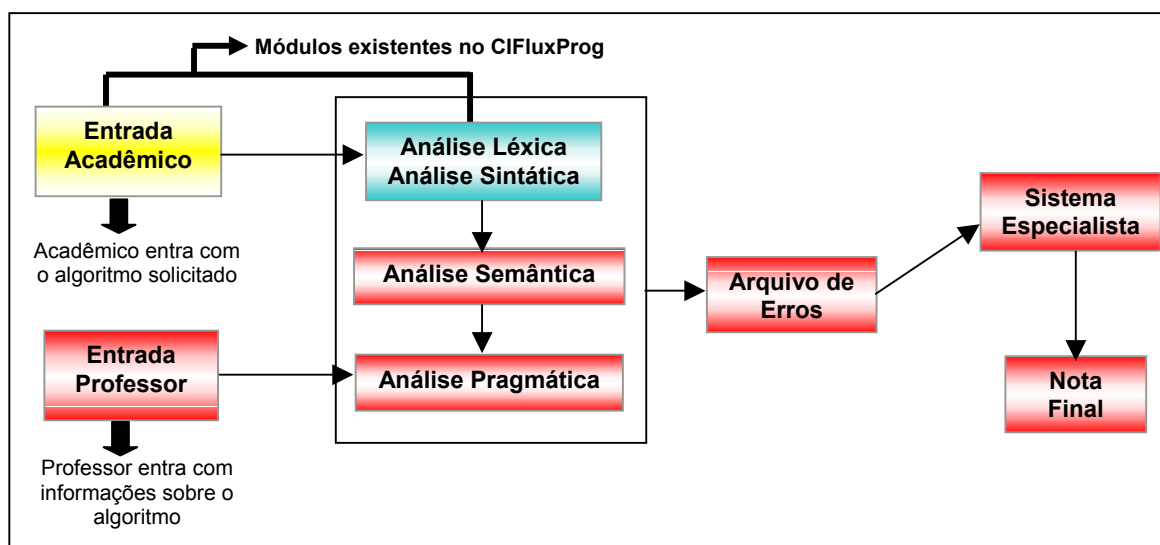 Módulos existentes no CIFluxProg
Entrada
Acadêmico
Acadêmico entra com
o algoritmo solicitado
Entrada
Professor
Professor entra com
informações sobre o
algoritmo
Análise Léxica
Análise Sintática
Análise Semântica
Análise Pragmática
Arquivo de
Erros
Sistema
Especialista
Nota
Final